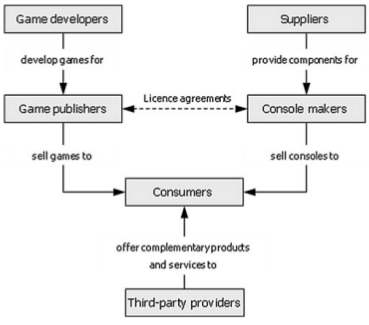 Game developers
Suppliers
develop games for
provide components for
Game publishers
Licence agreements
Console makers
sell games to
sell consoles to
Consumers
offer complementary products
and services to
Third-party providers